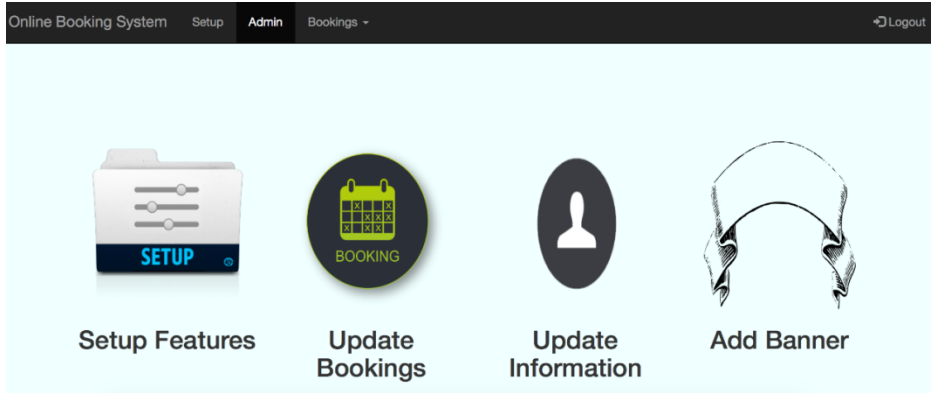 Online Booking System Setup Admin Bookings Logout
SETUP
BOOKING
Setup Features
Update
Bookings
Update
Information
Add Banner